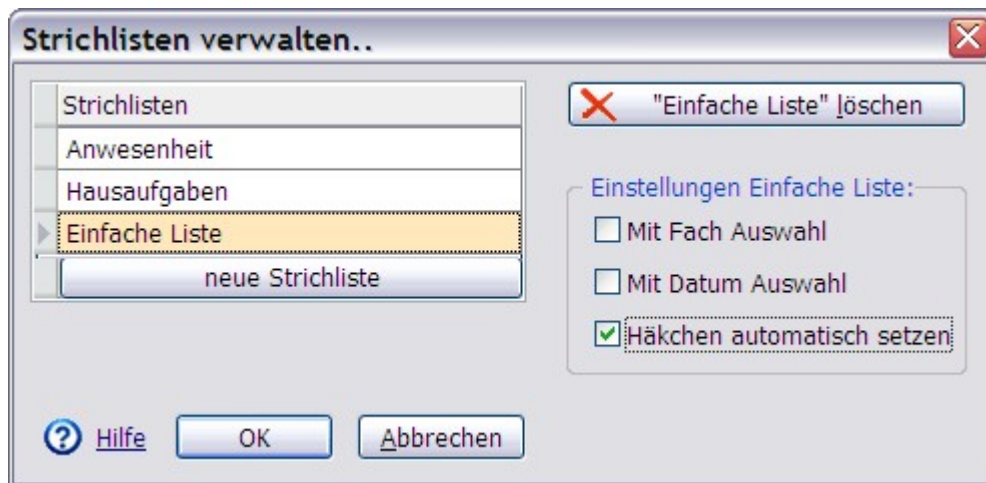 Strichlisten verwalten..
Strichlisten
Anwesenheit
Hausaufgaben
Einfache Liste
neue Strichliste
"Einfache Liste" löschen
Einstellungen Einfache Liste:
Mit Fach Auswahl
Mit Datum Auswahl
Häkchen automatisch setzen
? Hilfe
OK
Abbrechen